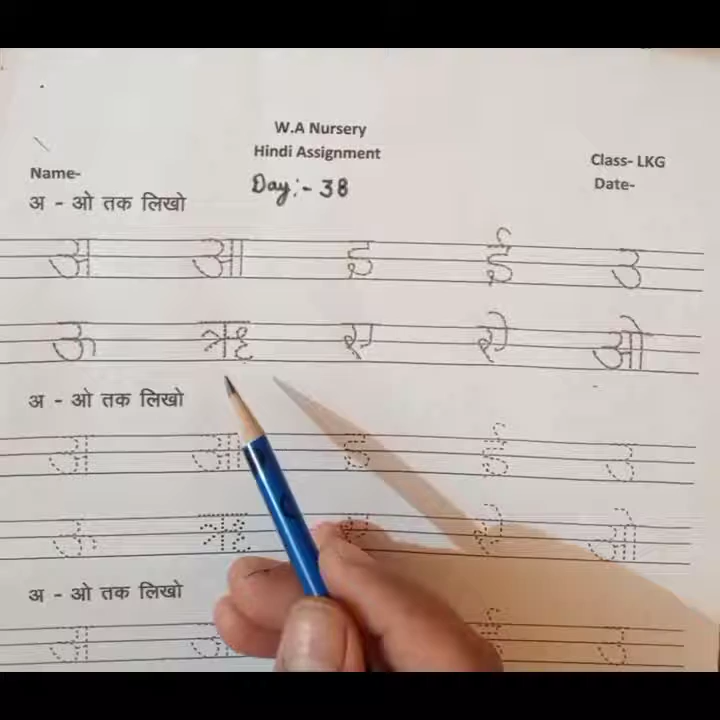 W.A Nursery
Hindi Assignment
Class- LKG
Name-
Day:- 38
Date-
अ - ओ तक लिखो
अ आ इ ई उ
ऊ ऋ ए ऐ ओ
अ - ओ तक लिखो
अ आ इ ई उ
ऊ ऋ ए ऐ ओ
अ - ओ तक लिखो
अ ई उ